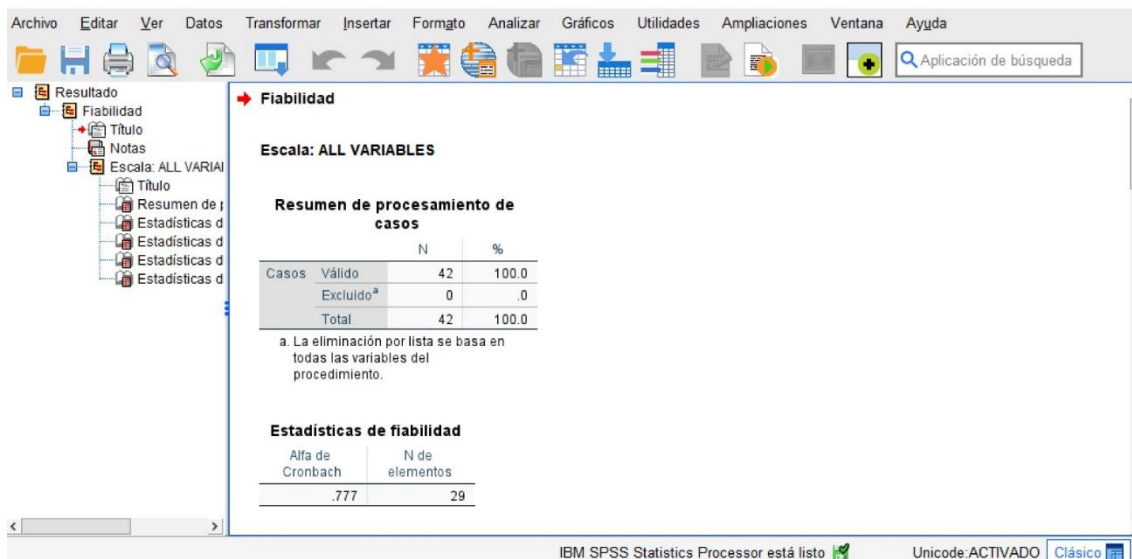 Archivo Editar Ver Datos Transformar Insertar Formato Analizar Gráficos Utilidades Ampliaciones Ventana Ayuda
Aplicación de búsqueda
Resultado
Fiabilidad
Título
Notas
Escala: ALL VARIAI
Título
Resumen de p
Estadísticas d
Estadísticas d
Estadísticas d
Estadísticas d
Fiabilidad
Escala: ALL VARIABLES
Resumen de procesamiento de
casos
N %
Casos Válido 42 100.0
Excluido^a 0 .0
Total 42 100.0
a. La eliminación por lista se basa en
todas las variables del
procedimiento.
Estadísticas de fiabilidad
Alfa de N de
Cronbach elementos
.777 29
IBM SPSS Statistics Processor está listo Unicode:ACTIVADO Clásico